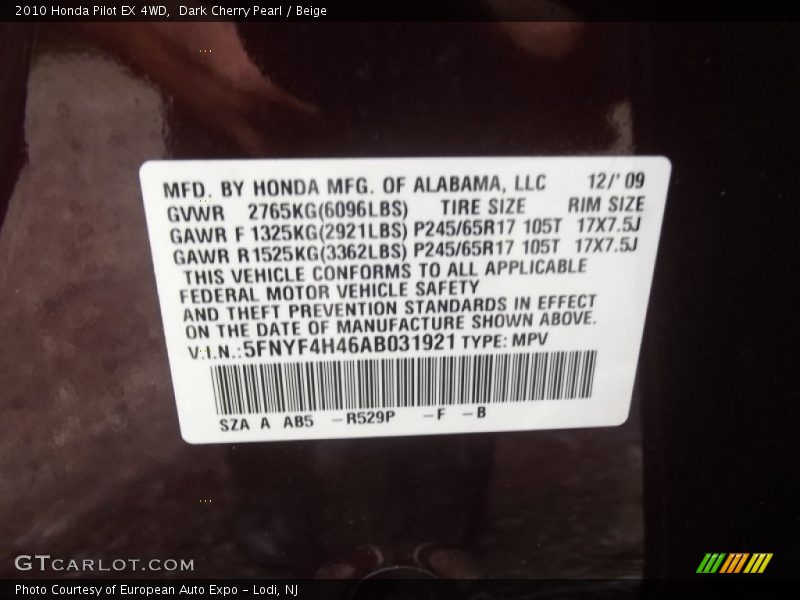 2010 Honda Pilot EX 4WD,  Dark Cherry Pearl / Beige
MFD. BY HONDA MFG. OF ALABAMA, LLC 12/'09
GVWR 2765KG(6096LBS) TIRE SIZE RIM SIZE
GAWR F 1325KG(2921LBS) P245/65R17 105T 17X7.5J
GAWR R 1525KG(3362LBS) P245/65R17 105T 17X7.5J
THIS VEHICLE CONFORMS TO ALL APPLICABLE
FEDERAL MOTOR VEHICLE SAFETY
AND THEFT PREVENTION STANDARDS IN EFFECT
ON THE DATE OF MANUFACTURE SHOWN ABOVE.
V.I.N.:5FNYF4H46AB031921 TYPE: MPV
SZA A AB5 -R529P -F -B
GTCARLOT.COM
Photo Courtesy of European Auto Expo - Lodi, NJ